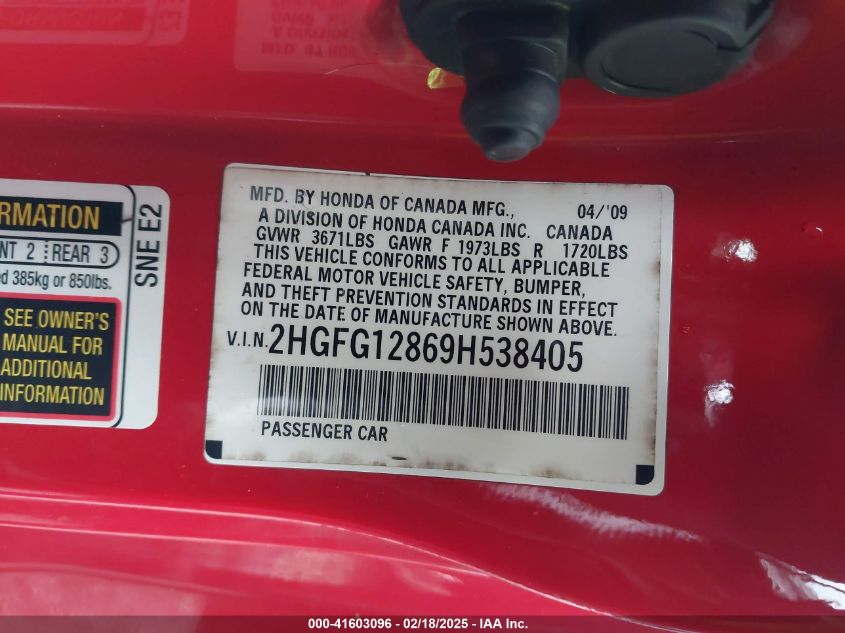 MFD. BY HONDA OF CANADA MFG., 04/'09
A DIVISION OF HONDA CANADA INC. CANADA
GVWR 3671LBS GAWR F 1973LBS R 1720LBS
THIS VEHICLE CONFORMS TO ALL APPLICABLE
FEDERAL MOTOR VEHICLE SAFETY, BUMPER,
AND THEFT PREVENTION STANDARDS IN EFFECT
ON THE DATE OF MANUFACTURE SHOWN ABOVE.
V.I.N. 2HGFG12869H538405
PASSENGER CAR
RMATION
NT 2 REAR 3
ed 385kg or 850lbs.
SEE OWNER'S
MANUAL FOR
ADDITIONAL
INFORMATION
SNE E2
000-41603096 - 02/18/2025 - IAA Inc.